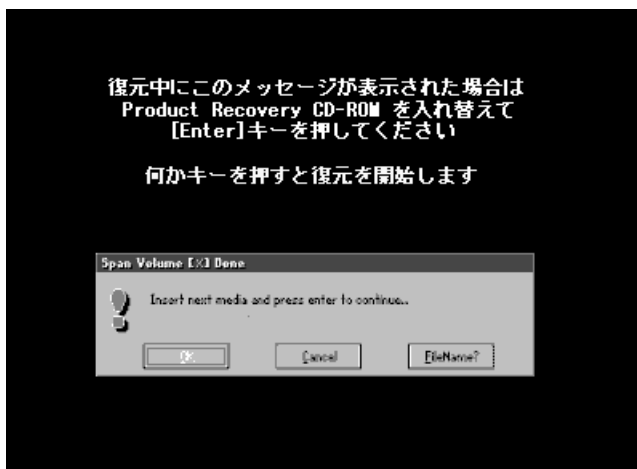 復元中にこのメッセージが表示された場合は
Product Recovery CD-ROM を入れ替えて
[Enter]キーを押してください
何かキーを押すと復元を開始します
Span Volume [X] Done
Insert next media and press enter to continue..
OK
Cancel
FileName?